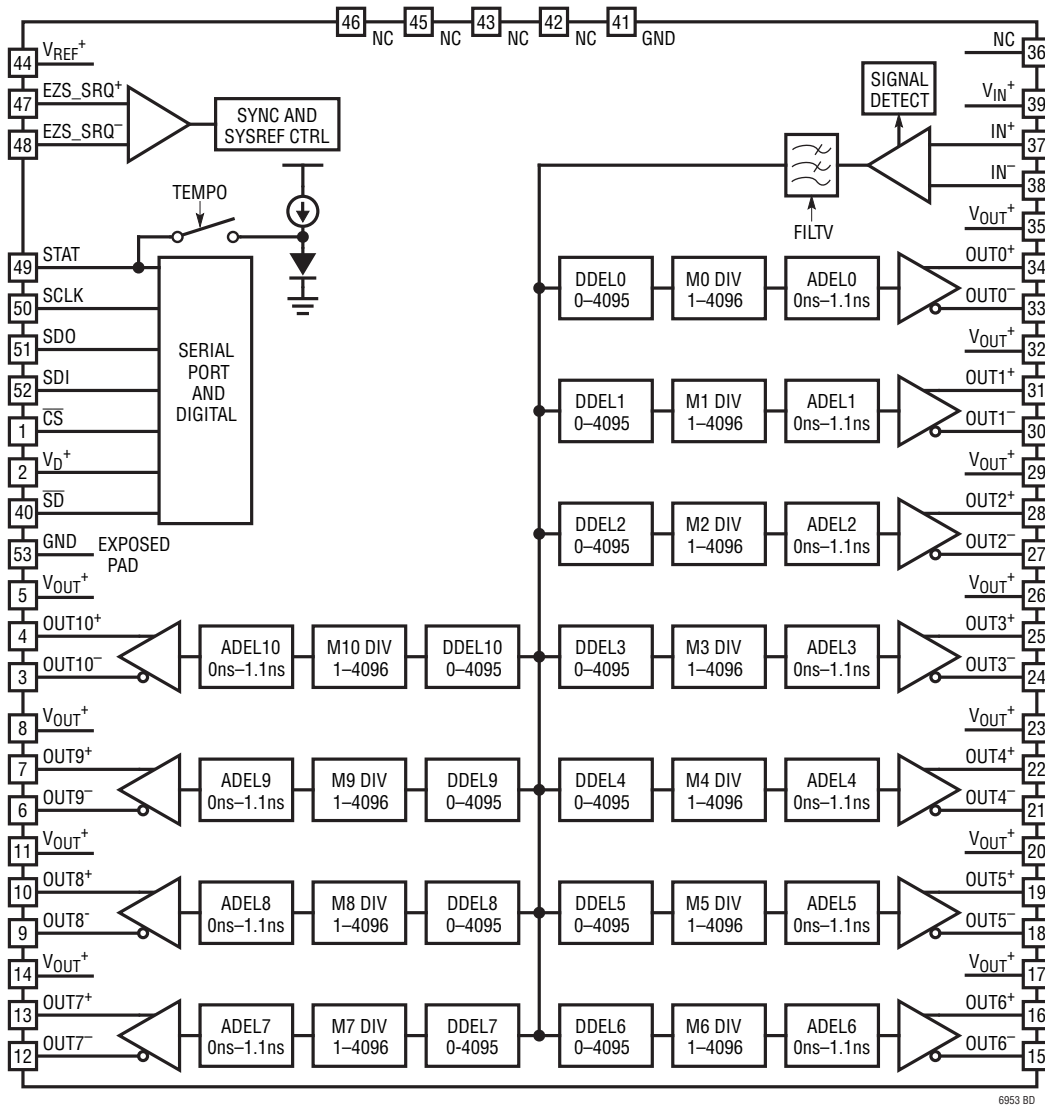 46 NC 45 NC 43 NC 42 NC 41 GND
44 VREF+
47 EZS_SRQ+
48 EZS_SRQ–
SYNC AND
SYSREF CTRL
TEMPO
49 STAT
50 SCLK
51 SDO
52 SDI
1 CS
2 VD+
40 SD
SERIAL
PORT
AND
DIGITAL
53 GND EXPOSED
PAD
NC 36
SIGNAL
DETECT
VIN+ 39
IN+ 37
IN– 38
FILTV
VOUT+ 35
OUT0+ 34
DDEL0 M0 DIV ADEL0
0–4095 1–4096 0ns–1.1ns
OUT0– 33
VOUT+ 32
OUT1+ 31
DDEL1 M1 DIV ADEL1
0–4095 1–4096 0ns–1.1ns
OUT1– 30
VOUT+ 29
OUT2+ 28
DDEL2 M2 DIV ADEL2
0–4095 1–4096 0ns–1.1ns
OUT2– 27
5 VOUT+ VOUT+ 26
4 OUT10+ OUT3+ 25
ADEL10 M10 DIV DDEL10 DDEL3 M3 DIV ADEL3
0ns–1.1ns 1–4096 0–4095 0–4095 1–4096 0ns–1.1ns
3 OUT10– OUT3– 24
8 VOUT+ VOUT+ 23
7 OUT9+ OUT4+ 22
ADEL9 M9 DIV DDEL9 DDEL4 M4 DIV ADEL4
0ns–1.1ns 1–4096 0–4095 0–4095 1–4096 0ns–1.1ns
6 OUT9– OUT4– 21
11 VOUT+ VOUT+ 20
10 OUT8+ OUT5+ 19
ADEL8 M8 DIV DDEL8 DDEL5 M5 DIV ADEL5
0ns–1.1ns 1–4096 0–4095 0–4095 1–4096 0ns–1.1ns
9 OUT8- OUT5– 18
14 VOUT+ VOUT+ 17
13 OUT7+ OUT6+ 16
ADEL7 M7 DIV DDEL7 DDEL6 M6 DIV ADEL6
0ns–1.1ns 1–4096 0-4095 0–4095 1–4096 0ns–1.1ns
12 OUT7– OUT6– 15
6953 BD